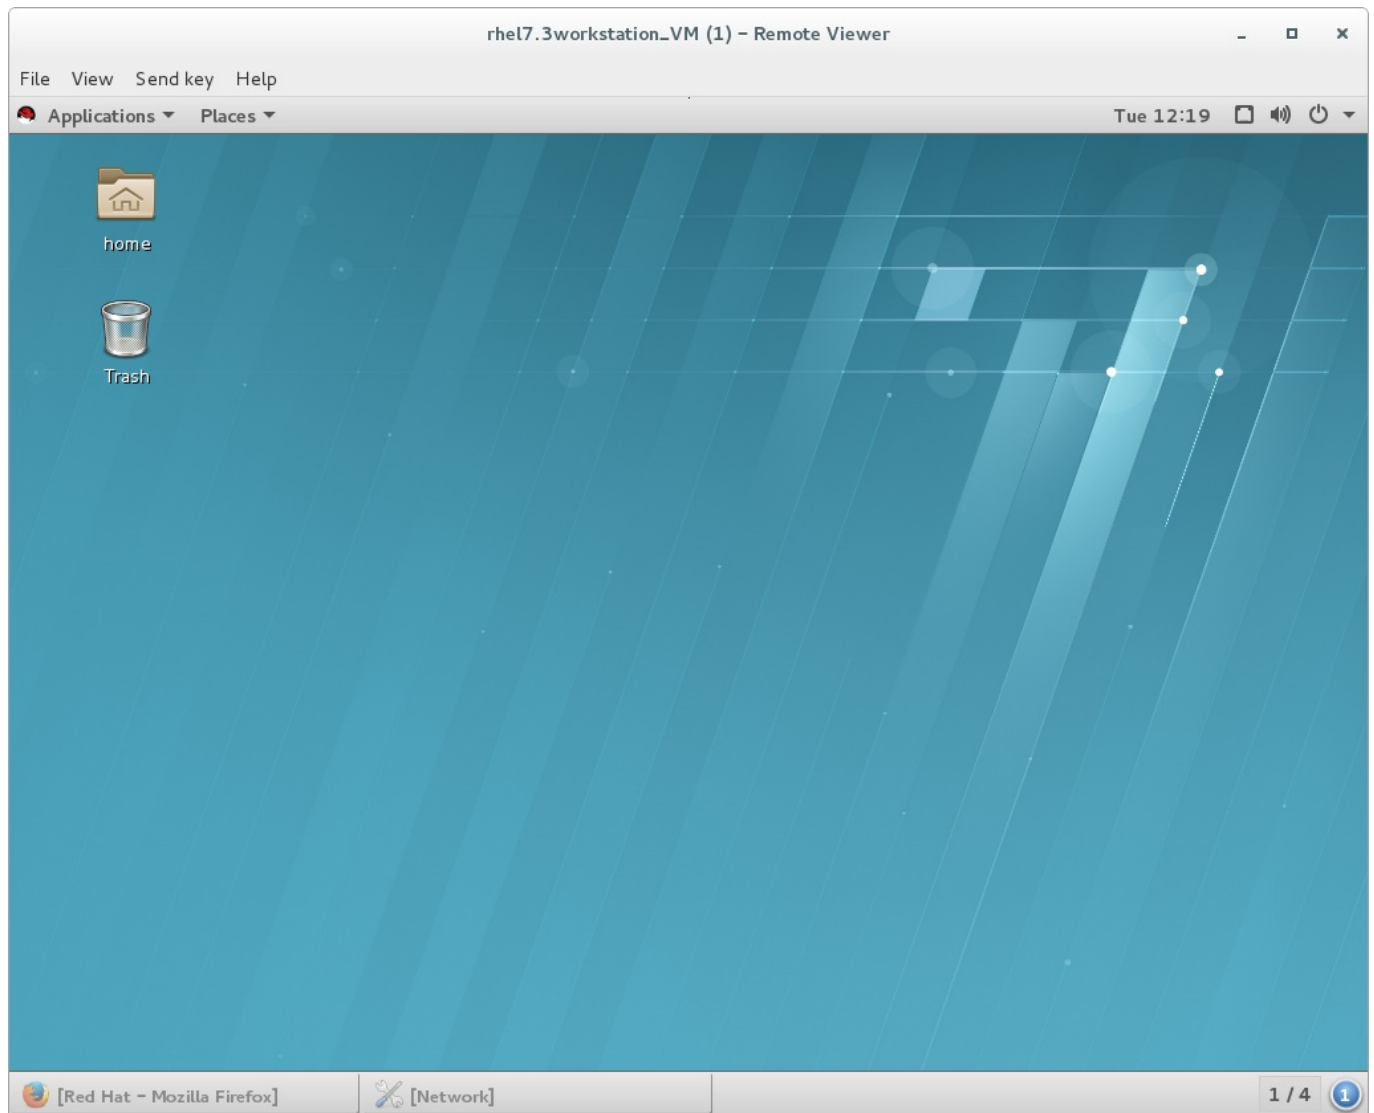 rhel7.3workstation_VM (1) – Remote Viewer
File View Send key Help
Applications Places Tue 12:19
home
Trash
[Red Hat – Mozilla Firefox] [Network] 1 / 4 1